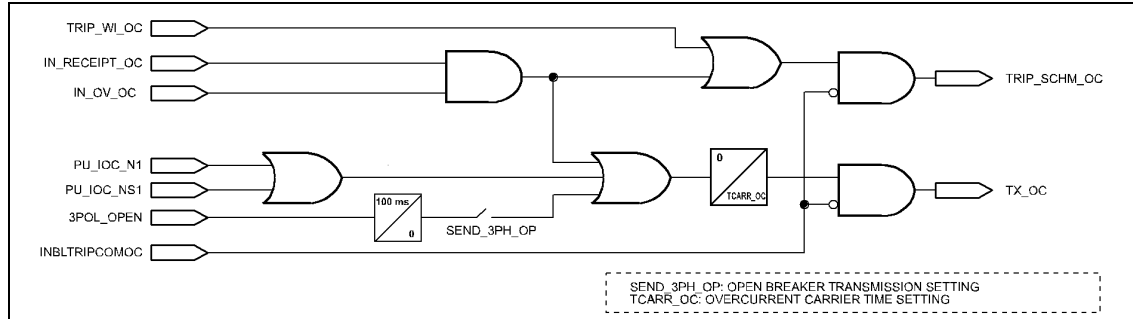 TRIP_WI_OC
IN_RECEIPT_OC
IN_OV_OC
TRIP_SCHM_OC
PU_IOC_N1
PU_IOC_NS1
3POL_OPEN
INBLTRIPCOMOC
100 ms
0
SEND_3PH_OP
0
TCARR_OC
TX_OC
SEND_3PH_OP: OPEN BREAKER TRANSMISSION SETTING
TCARR_OC: OVERCURRENT CARRIER TIME SETTING